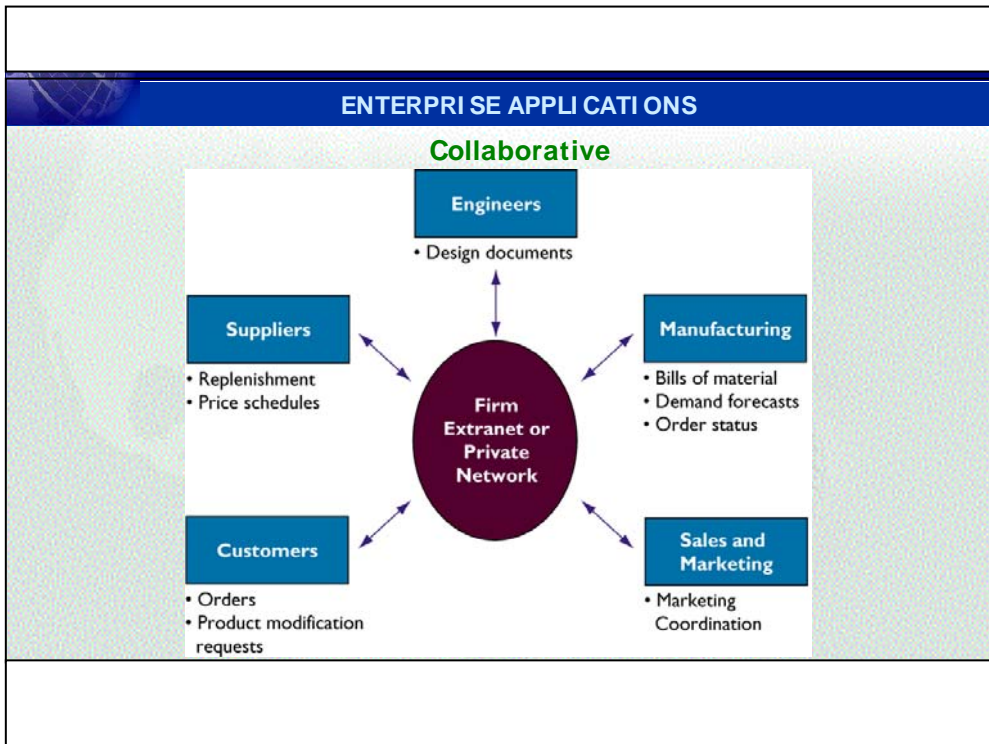 ENTERPRISE APPLICATIONS
Collaborative
Engineers
• Design documents
Suppliers
• Replenishment
• Price schedules
Manufacturing
• Bills of material
• Demand forecasts
• Order status
Firm
Extranet or
Private
Network
Customers
• Orders
• Product modification
requests
Sales and
Marketing
• Marketing
Coordination